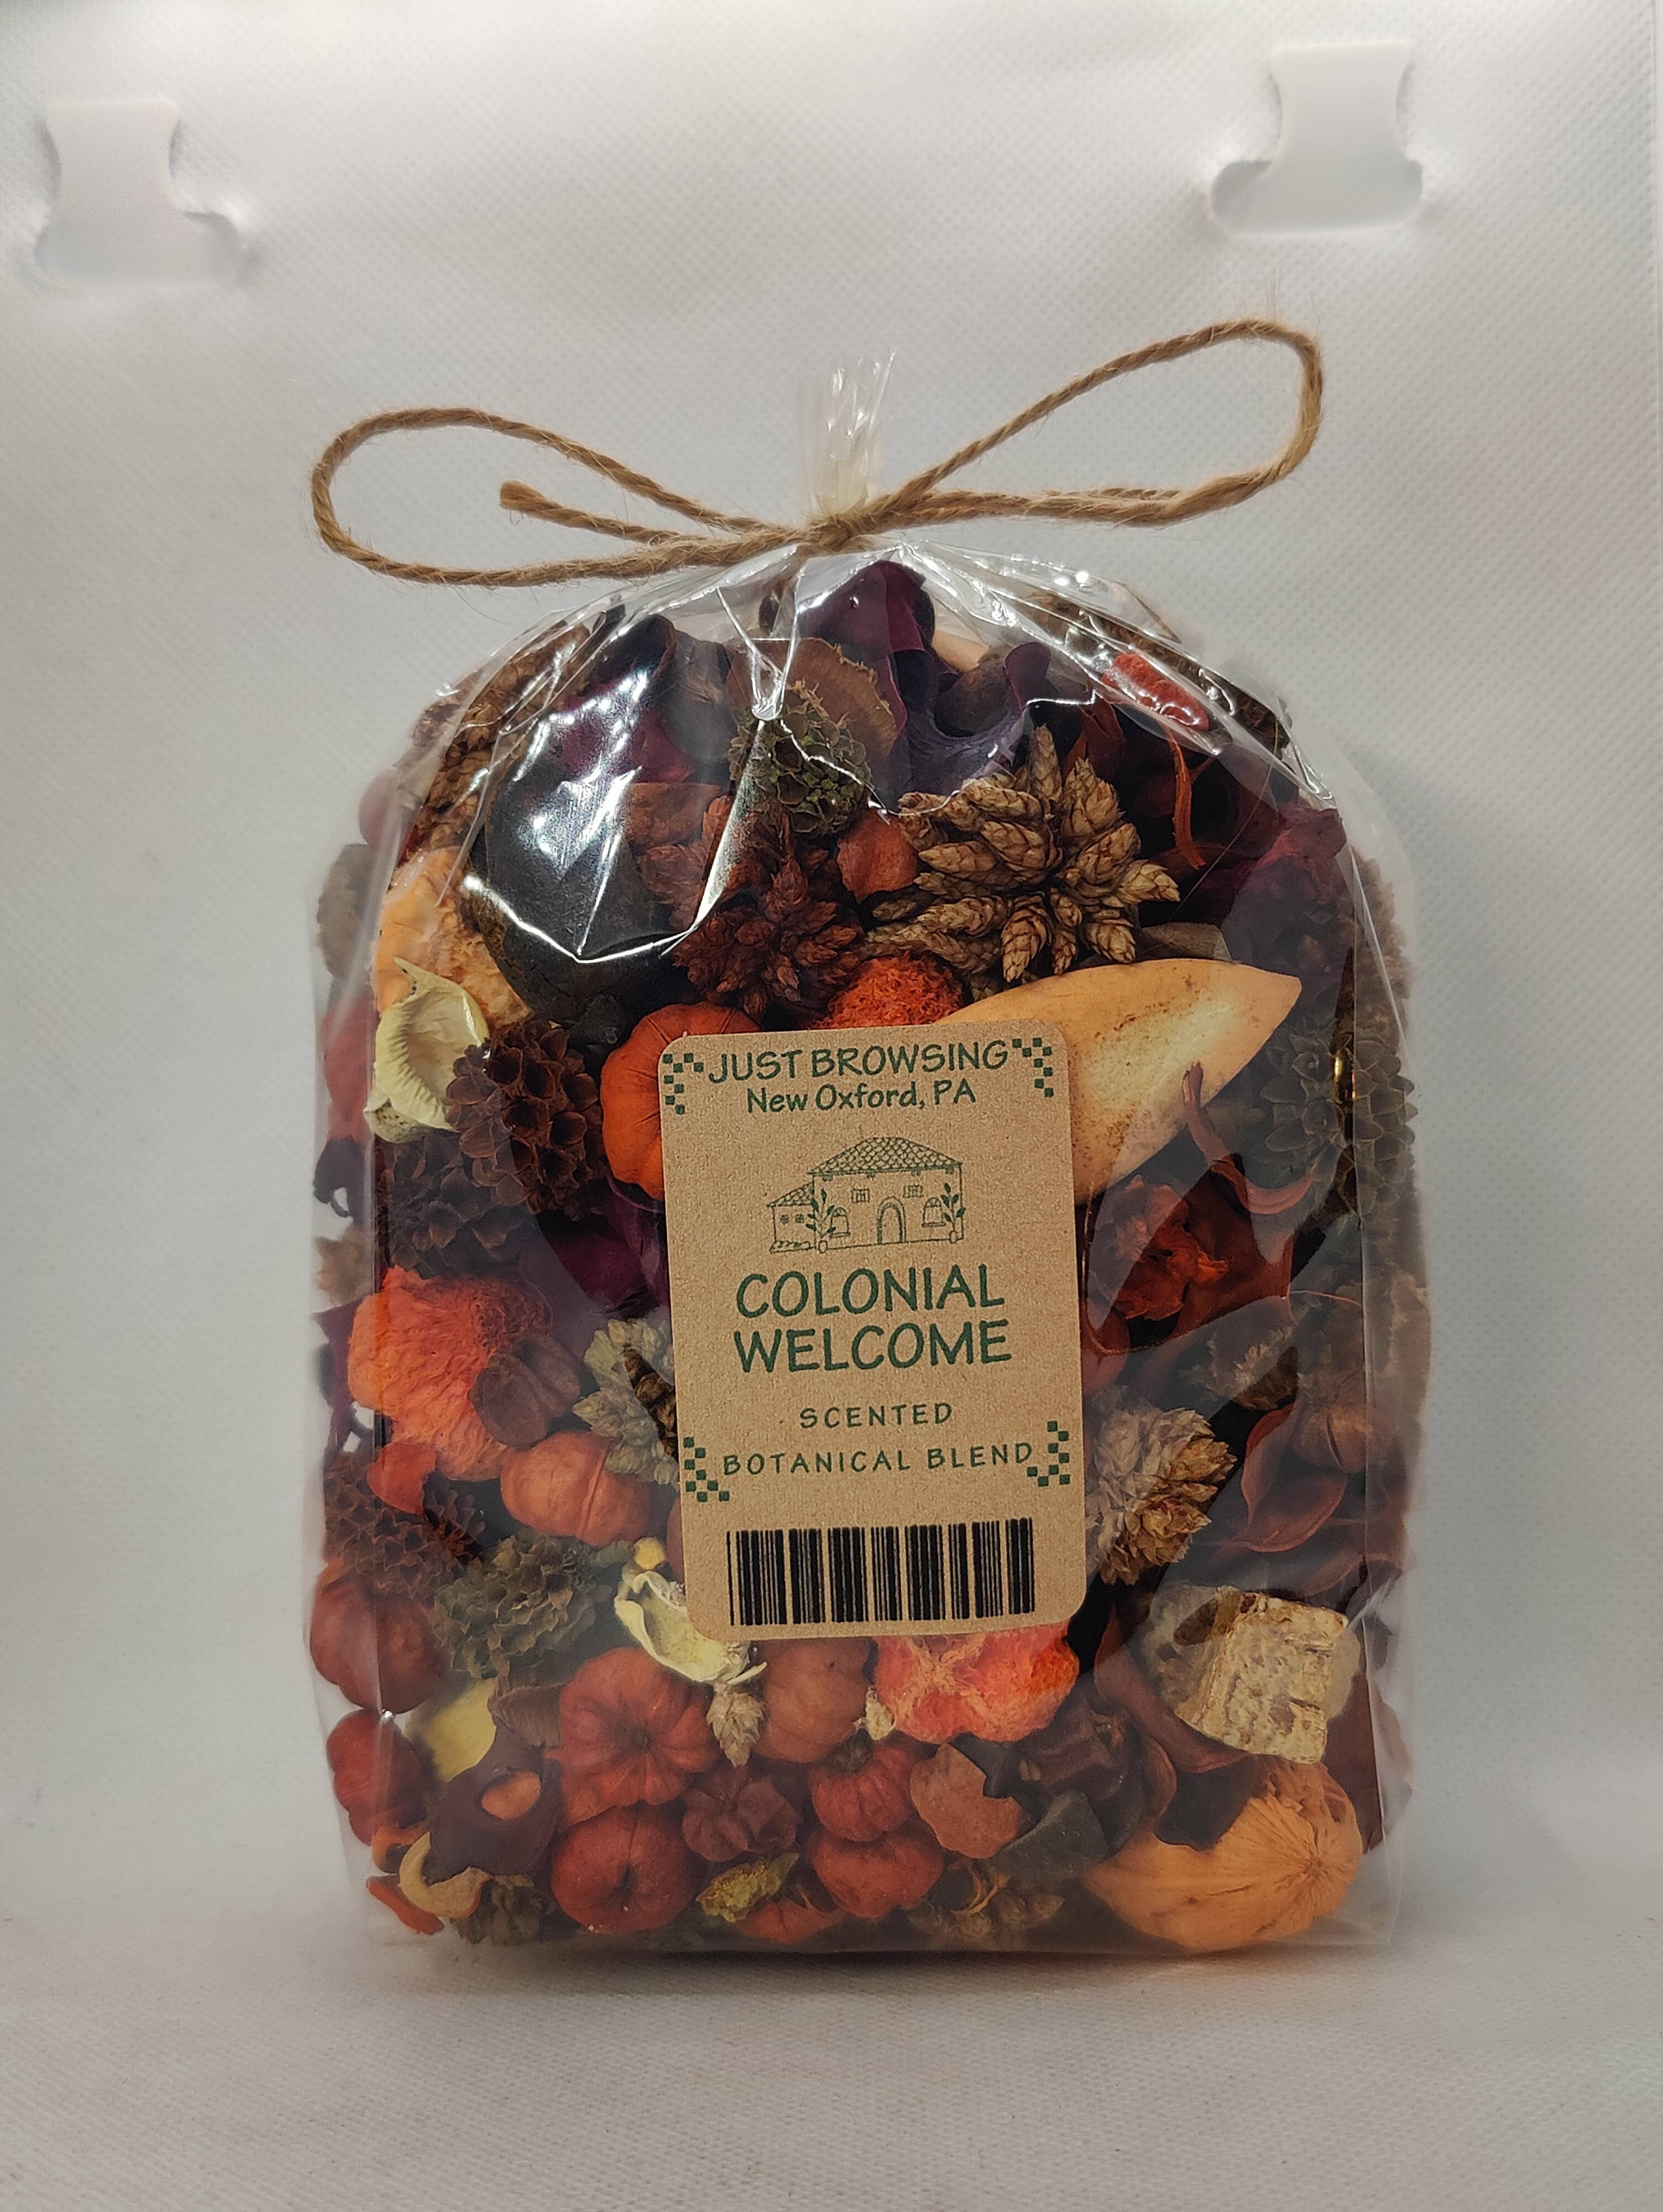 JUST BROWSING
New Oxford, PA
COLONIAL
WELCOME
SCENTED
BOTANICAL BLEND